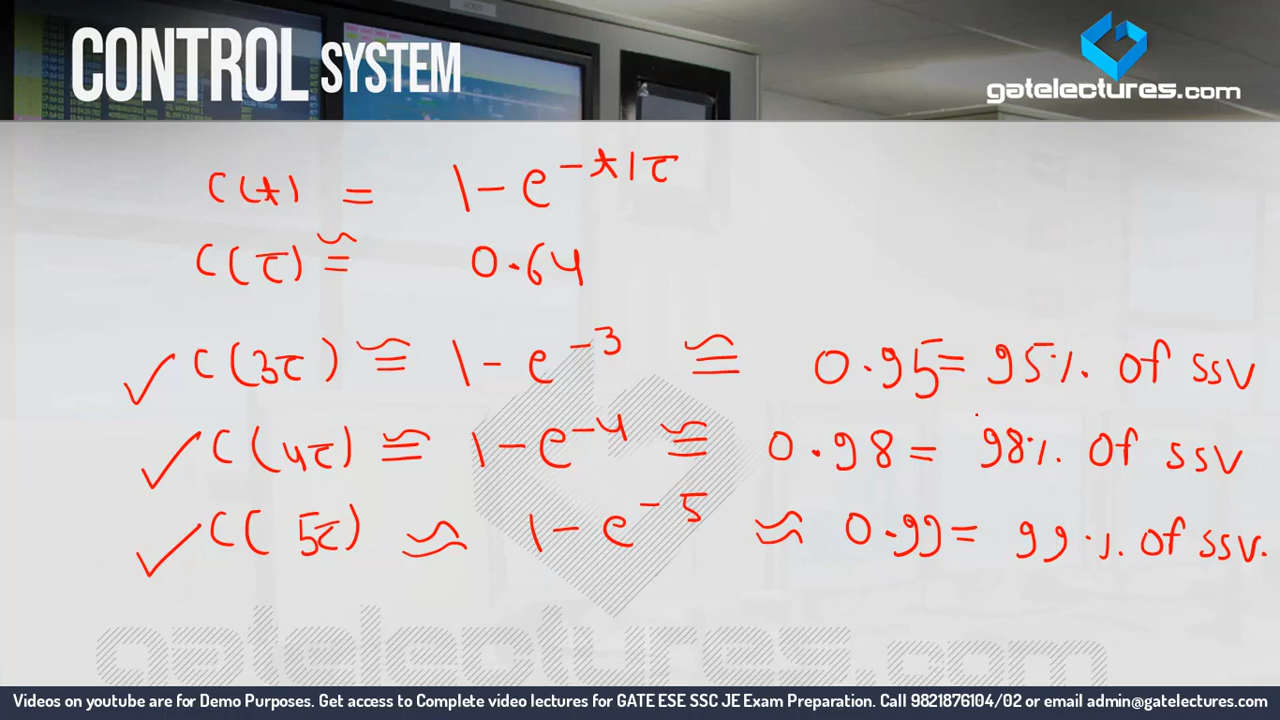 CONTROL SYSTEM
gatelectures.com
C(t) = 1 - e^{-t/τ}
C(τ) ≅ 0.64
✓ C(3τ) ≅ 1 - e^{-3} ≅ 0.95 = 95% of ssv
✓ C(4τ) ≅ 1 - e^{-4} ≅ 0.98 = 98% of ssv
✓ C(5τ) ≈ 1 - e^{-5} ≈ 0.99 = 99% of ssv.
gatelectures.com
Videos on youtube are for Demo Purposes. Get access to Complete video lectures for GATE ESE SSC JE Exam Preparation. Call 9821876104/02 or email admin@gatelectures.com